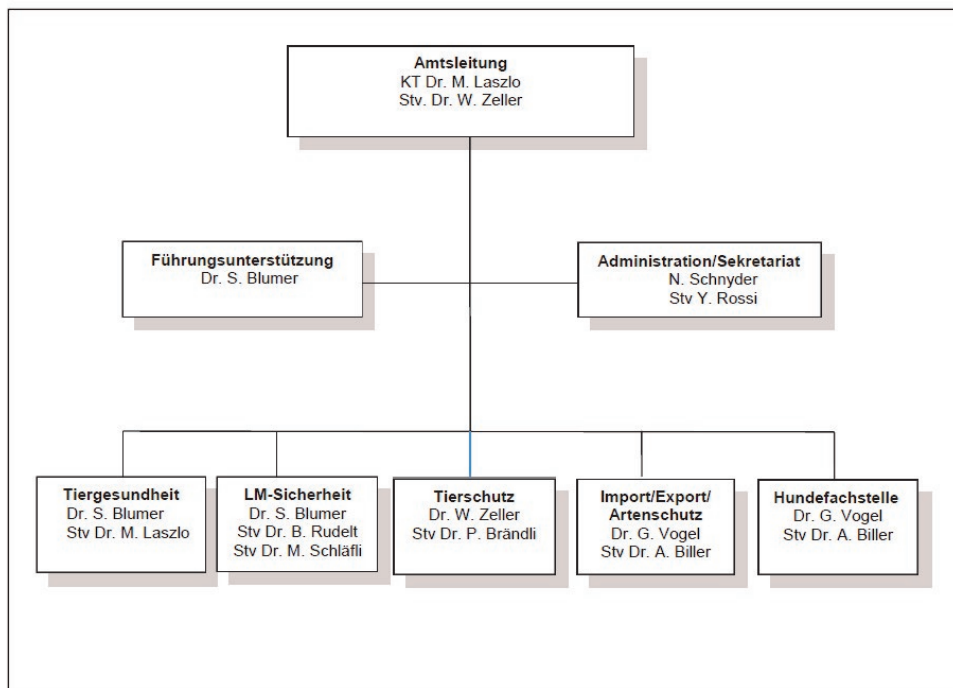 Amtsleitung
KT Dr. M. Laszlo
Stv. Dr. W. Zeller
Führungsunterstützung
Dr. S. Blumer
Administration/Sekretariat
N. Schnyder
Stv Y. Rossi
Tiergesundheit
Dr. S. Blumer
Stv Dr. M. Laszlo
LM-Sicherheit
Dr. S. Blumer
Stv Dr. B. Rudelt
Stv Dr. M. Schläfli
Tierschutz
Dr. W. Zeller
Stv Dr. P. Brändli
Import/Export/
Artenschutz
Dr. G. Vogel
Stv Dr. A. Biller
Hundefachstelle
Dr. G. Vogel
Stv Dr. A. Biller